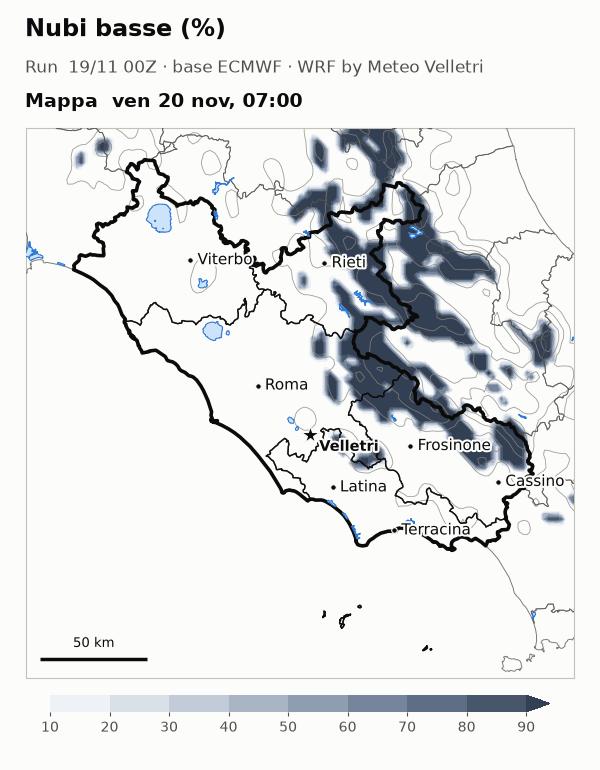 Nubi basse (%)
Run  19/11 00Z · base ECMWF · WRF by Meteo Velletri
Mappa  ven 20 nov, 07:00
Viterbo
Rieti
Roma
Velletri
Frosinone
Latina
Cassino
Terracina
50 km
10 20 30 40 50 60 70 80 90